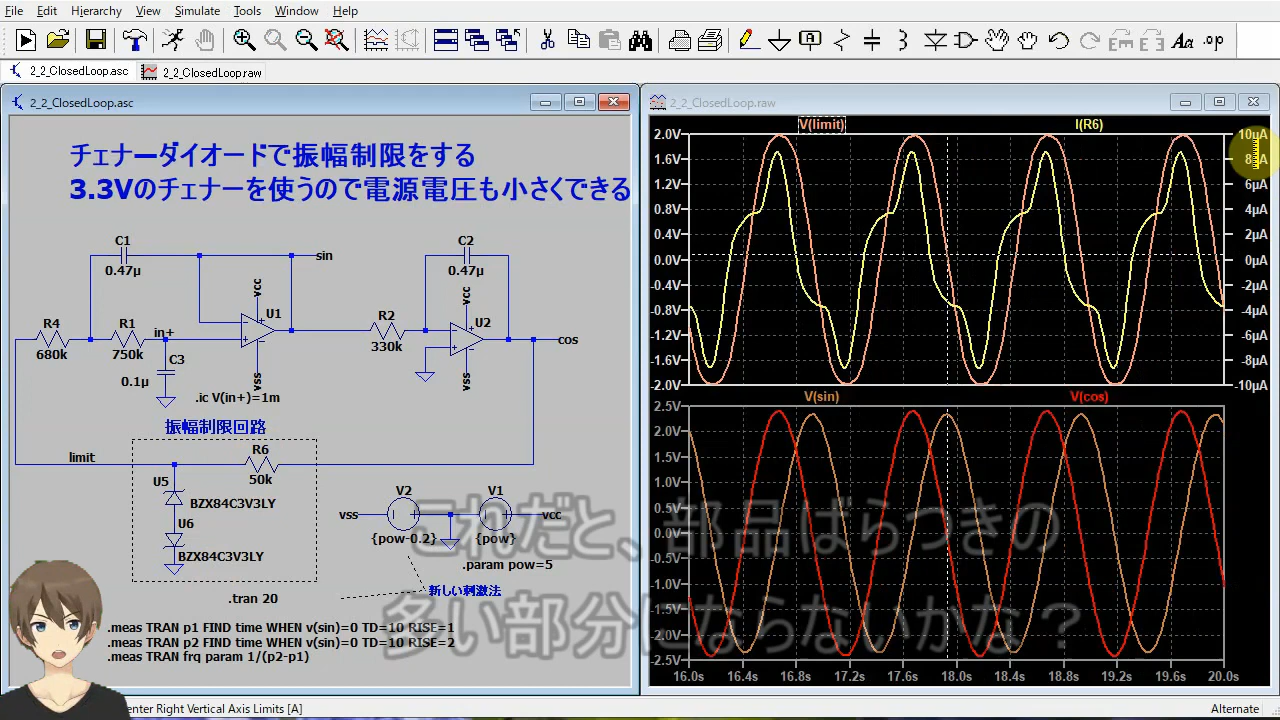 File Edit Hierarchy View Simulate Tools Window Help
2_2_ClosedLoop.asc 2_2_ClosedLoop.raw
2_2_ClosedLoop.asc
チェナーダイオードで振幅制限をする
3.3Vのチェナーを使うので電源電圧も小さくできる
C1
0.47µ
sin
C2
0.47µ
vcc
U1
vcc
U2
R4
680k
R1
750k
in+
R2
330k
cos
C3
0.1µ
vss
vss
.ic V(in+)=1m
振幅制限回路
limit
R6
50k
U5
BZX84C3V3LY
U6
BZX84C3V3LY
V2
V1
vss
vcc
{pow-0.2}
{pow}
.param pow=5
新しい刺激法
.tran 20
.meas TRAN p1 FIND time WHEN v(sin)=0 TD=10 RISE=1
.meas TRAN p2 FIND time WHEN v(sin)=0 TD=10 RISE=2
.meas TRAN frq param 1/(p2-p1)
2_2_ClosedLoop.raw
V(limit) I(R6)
2.0V 10µA
1.6V 8µA
1.2V 6µA
0.8V 4µA
0.4V 2µA
0.0V 0µA
-0.4V -2µA
-0.8V -4µA
-1.2V -6µA
-1.6V -8µA
-2.0V -10µA
V(sin) V(cos)
2.5V
2.0V
1.5V
1.0V
0.5V
0.0V
-0.5V
-1.0V
-1.5V
-2.0V
-2.5V
16.0s 16.4s 16.8s 17.2s 17.6s 18.0s 18.4s 18.8s 19.2s 19.6s 20.0s
これだと、部品ばらつきの
多い部分にならないかな？
enter Right Vertical Axis Limits [A] Alternate